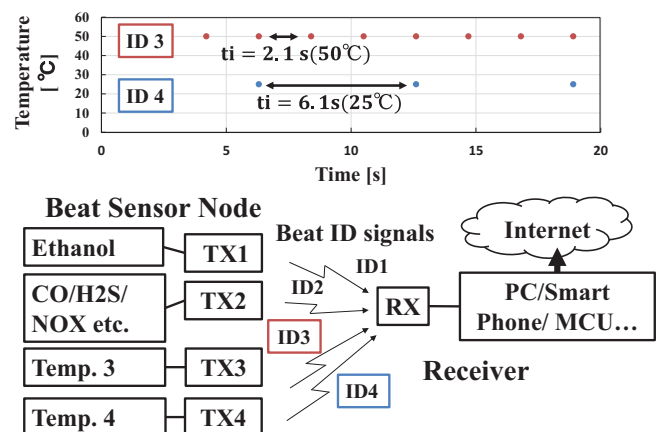 Temperature
[ ℃]
60
50
40
30
20
10
0
ID 3
ti = 2.1 s(50℃)
ID 4
ti = 6.1s(25℃)
0
5
10
15
20
Time [s]
Beat Sensor Node
Ethanol
TX1
CO/H2S/
NOX etc.
TX2
Temp. 3
TX3
Temp. 4
TX4
Beat ID signals
ID1
ID2
ID3
ID4
RX
Receiver
Internet
PC/Smart
Phone/ MCU…